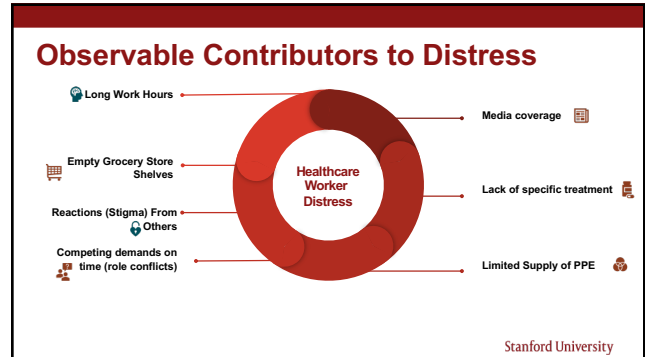 Observable Contributors to Distress
Long Work Hours
Empty Grocery Store
Shelves
Reactions (Stigma) From
Others
Competing demands on
time (role conflicts)
Healthcare
Worker
Distress
Media coverage
Lack of specific treatment
Limited Supply of PPE
Stanford University